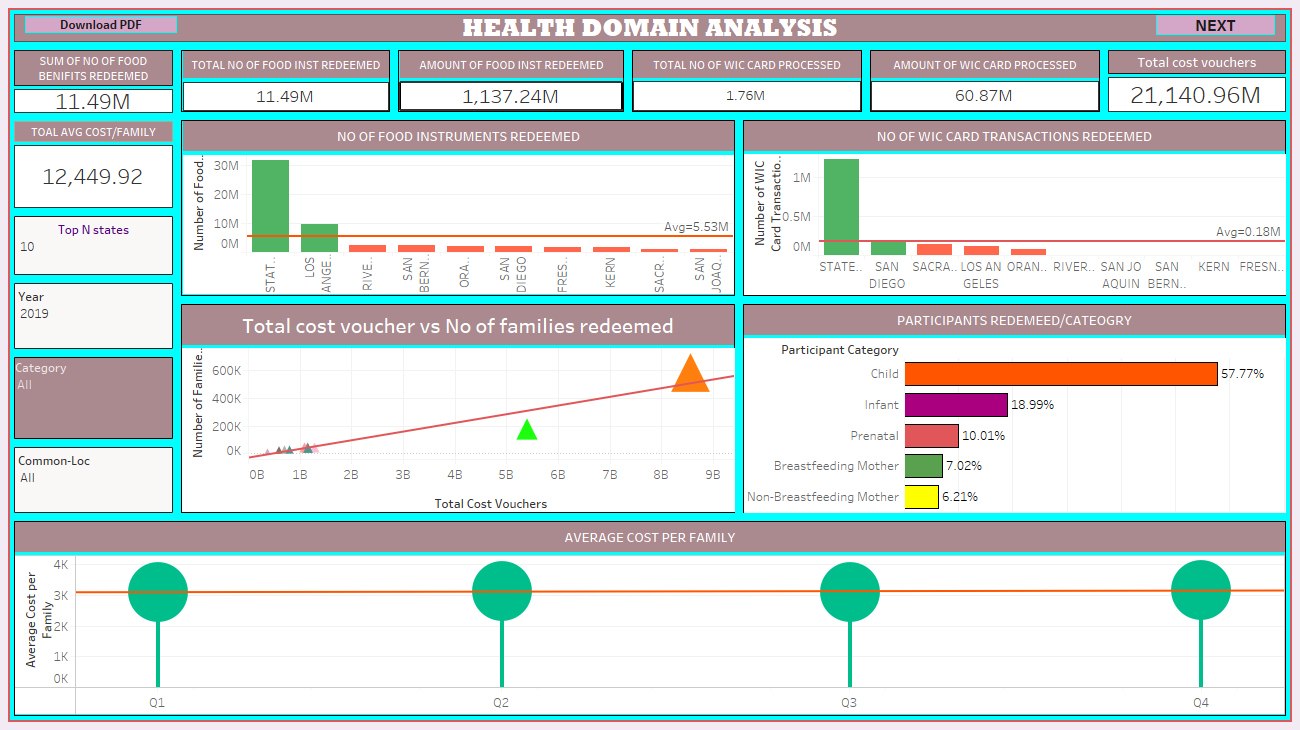 Download PDF
HEALTH DOMAIN ANALYSIS
NEXT
SUM OF NO OF FOOD
BENIFITS REDEEMED
11.49M
TOTAL NO OF FOOD INST REDEEMED
11.49M
AMOUNT OF FOOD INST REDEEMED
1,137.24M
TOTAL NO OF WIC CARD PROCESSED
1.76M
AMOUNT OF WIC CARD PROCESSED
60.87M
Total cost vouchers
21,140.96M
TOAL AVG COST/FAMILY
12,449.92
Top N states
10
Year
2019
Category
All
Common-Loc
All
NO OF FOOD INSTRUMENTS REDEEMED
Number of Food..
30M
20M
10M
0M
Avg=5.53M
STAT..
LOS
ANGE..
RIVE..
SAN
BERN..
ORA..
SAN
DIEGO
FRES..
KERN
SACR..
SAN
JOAQ..
NO OF WIC CARD TRANSACTIONS REDEEMED
Number of WIC
Card Transactio..
1M
0.5M
0M
Avg=0.18M
STATE..
SAN
DIEGO
SACRA..
LOS AN
GELES
ORAN..
RIVER..
SAN JO
AQUIN
SAN
BERN..
KERN
FRESN..
Total cost voucher vs No of families redeemed
Number of Familie..
600K
400K
200K
0K
0B
1B
2B
3B
4B
5B
6B
7B
8B
9B
Total Cost Vouchers
PARTICIPANTS REDEMEED/CATEOGRY
Participant Category
Child
57.77%
Infant
18.99%
Prenatal
10.01%
Breastfeeding Mother
7.02%
Non-Breastfeeding Mother
6.21%
AVERAGE COST PER FAMILY
Average Cost per
Family
4K
3K
2K
1K
0K
Q1
Q2
Q3
Q4